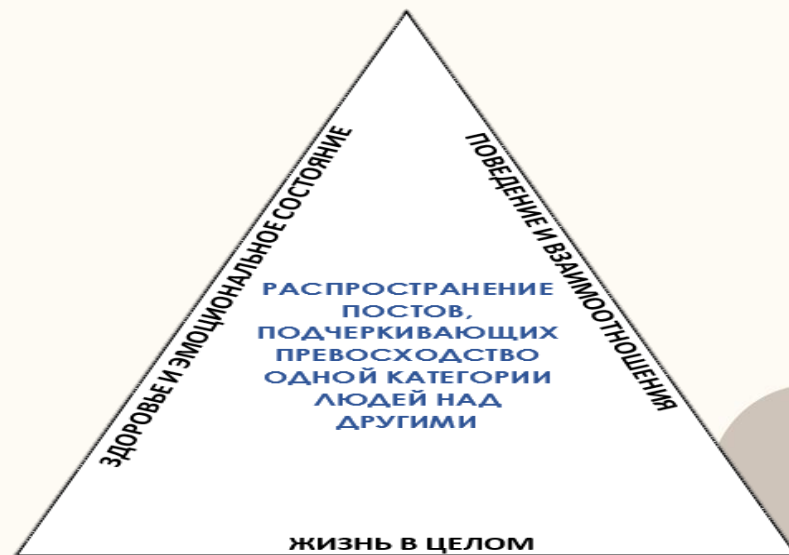 ЗДОРОВЬЕ И ЭМОЦИОНАЛЬНОЕ СОСТОЯНИЕ
ПОВЕДЕНИЕ И ВЗАИМООТНОШЕНИЯ
РАСПРОСТРАНЕНИЕ
ПОСТОВ,
ПОДЧЕРКИВАЮЩИХ
ПРЕВОСХОДСТВО
ОДНОЙ КАТЕГОРИИ
ЛЮДЕЙ НАД
ДРУГИМИ
ЖИЗНЬ В ЦЕЛОМ